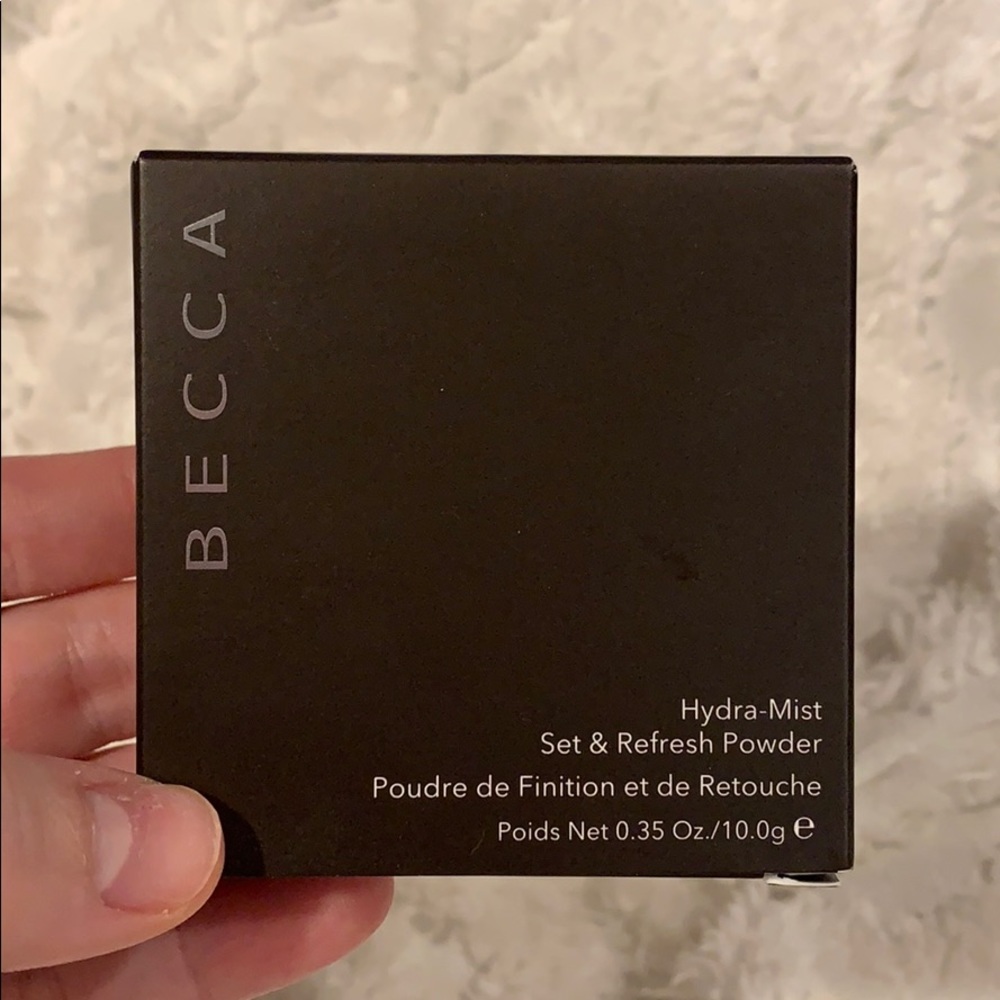 BECCA
Hydra-Mist
Set & Refresh Powder
Poudre de Finition et de Retouche
Poids Net 0.35 Oz./10.0g ℮